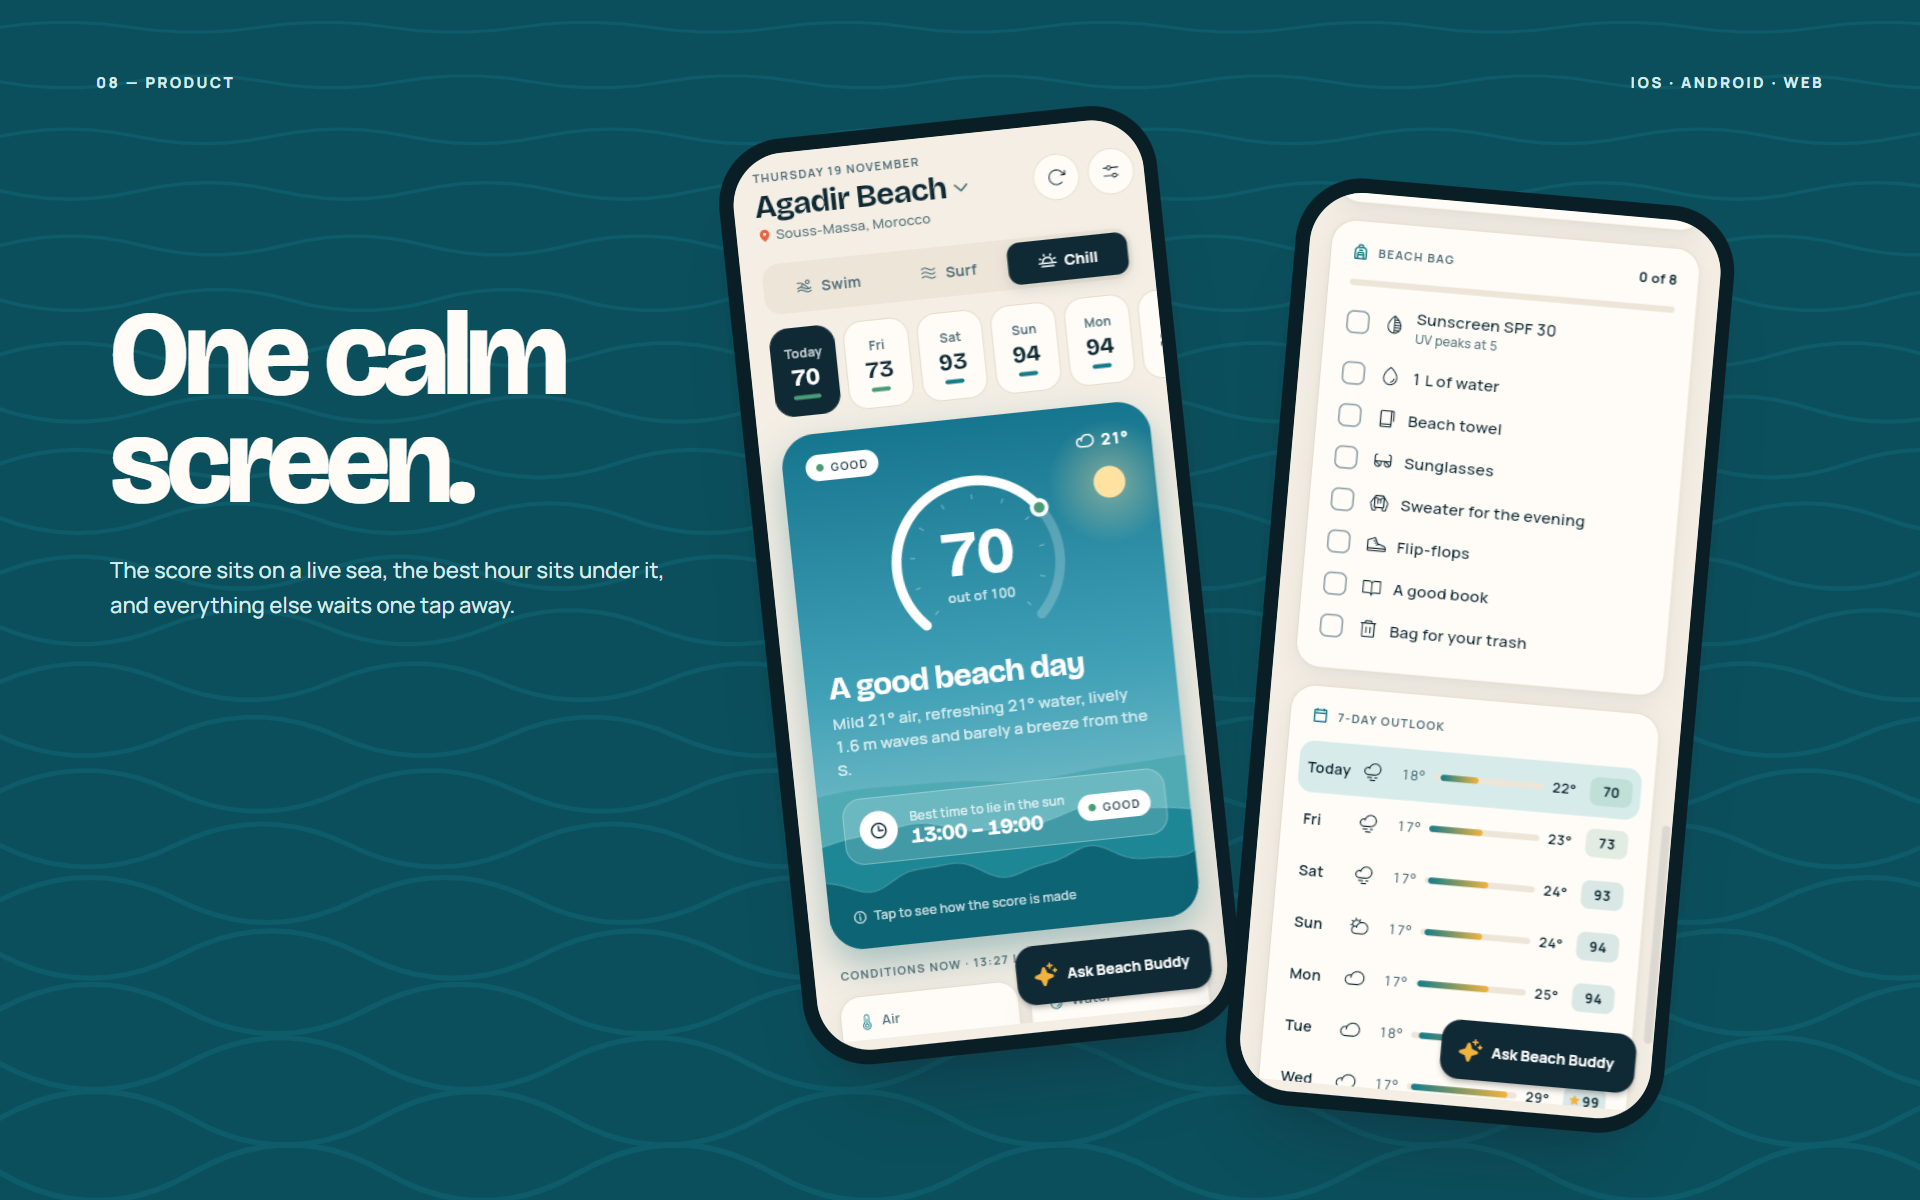 08 — PRODUCT
IOS · ANDROID · WEB
One calm
screen.
The score sits on a live sea, the best hour sits under it,
and everything else waits one tap away.
THURSDAY 19 NOVEMBER
Agadir Beach
Souss-Massa, Morocco
Swim
Surf
Chill
Today
70
Fri
73
Sat
93
Sun
94
Mon
94
GOOD
21°
70
out of 100
A good beach day
Mild 21° air, refreshing 21° water, lively
1.6 m waves and barely a breeze from the
S.
Best time to lie in the sun
13:00 – 19:00
GOOD
Tap to see how the score is made
CONDITIONS NOW · 13:27
Ask Beach Buddy
Air
Water
BEACH BAG
0 of 8
Sunscreen SPF 30
UV peaks at 5
1 L of water
Beach towel
Sunglasses
Sweater for the evening
Flip-flops
A good book
Bag for your trash
7-DAY OUTLOOK
Today 18° 22° 70
Fri 17° 23° 73
Sat 17° 24° 93
Sun 17° 24° 94
Mon 17° 25° 94
Tue 18°
Ask Beach Buddy
Wed 17° 29° 99